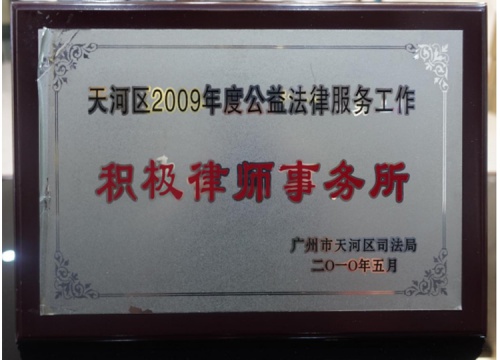 天河区2009年度公益法律服务工作
积极律师事务所
广州市天河区司法局
二O一O年五月